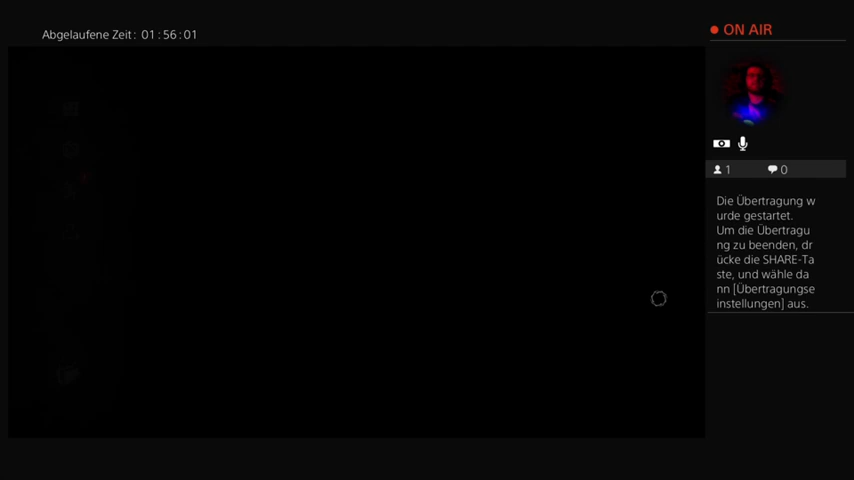 Abgelaufene Zeit: 01:56:01
ON AIR
1 0
Die Übertragung w
urde gestartet.
Um die Übertragu
ng zu beenden, dr
ücke die SHARE-Ta
ste, und wähle da
nn [Übertragungse
instellungen] aus.